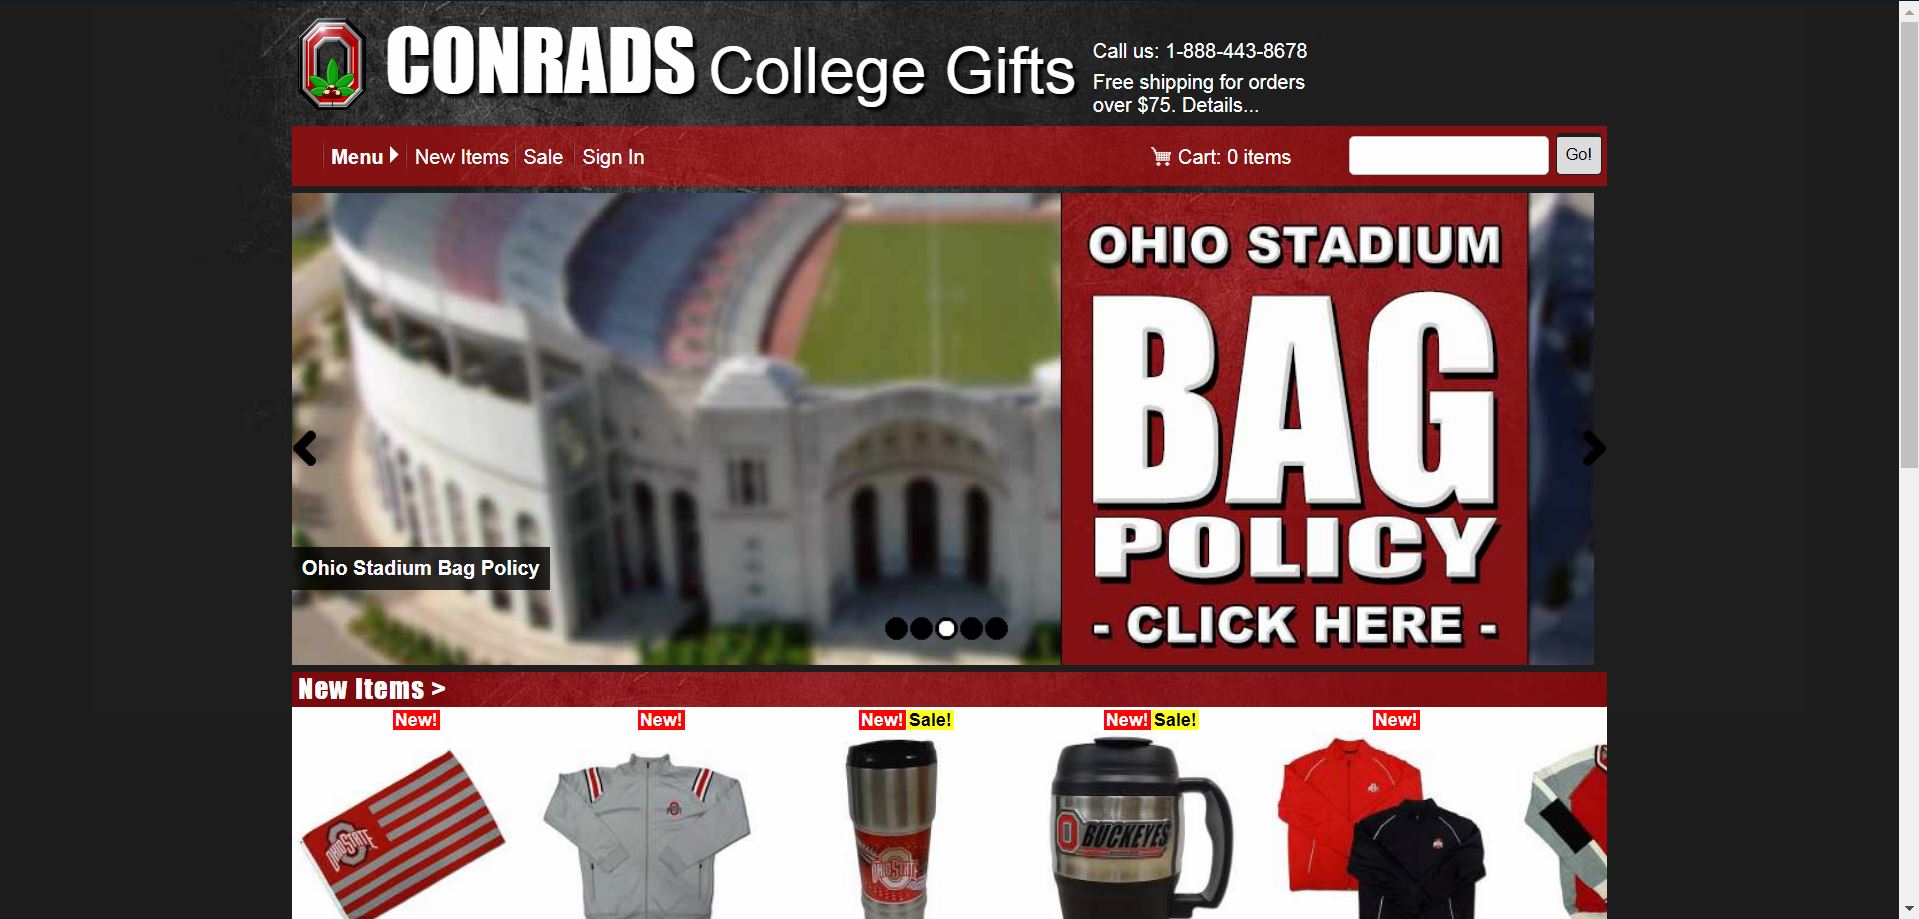 CONRADS College Gifts
Call us: 1-888-443-8678
Free shipping for orders
over $75. Details...
Menu
New Items
Sale
Sign In
Cart: 0 items
Go!
OHIO STADIUM
BAG
POLICY
- CLICK HERE -
Ohio Stadium Bag Policy
New Items >
New!
New!
New! Sale!
New! Sale!
New!
OHIO STATE
OHIO STATE
O BUCKEYES